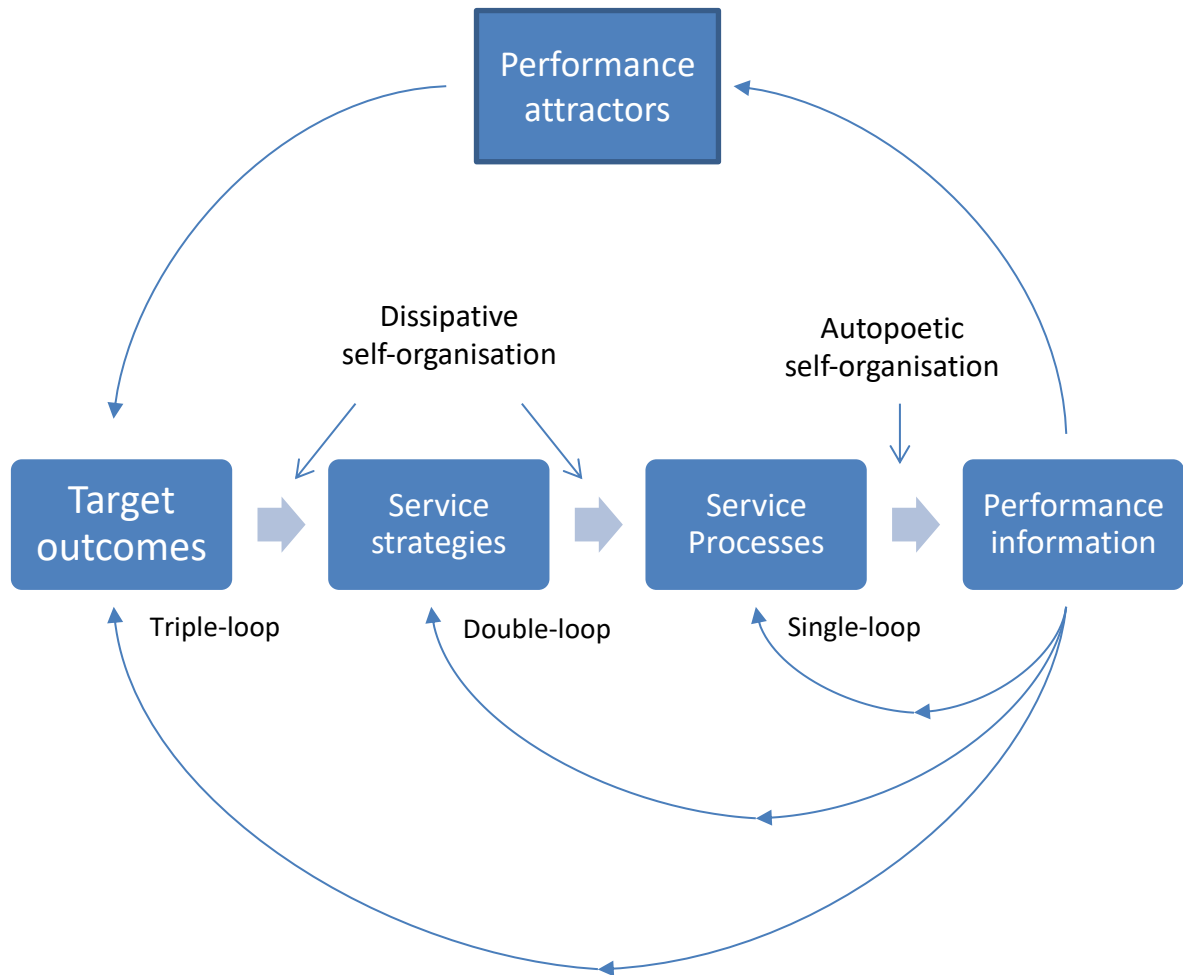 Performance
attractors
Dissipative
self-organisation
Autopoetic
self-organisation
Target
outcomes
Service
strategies
Service
Processes
Performance
information
Triple-loop
Double-loop
Single-loop